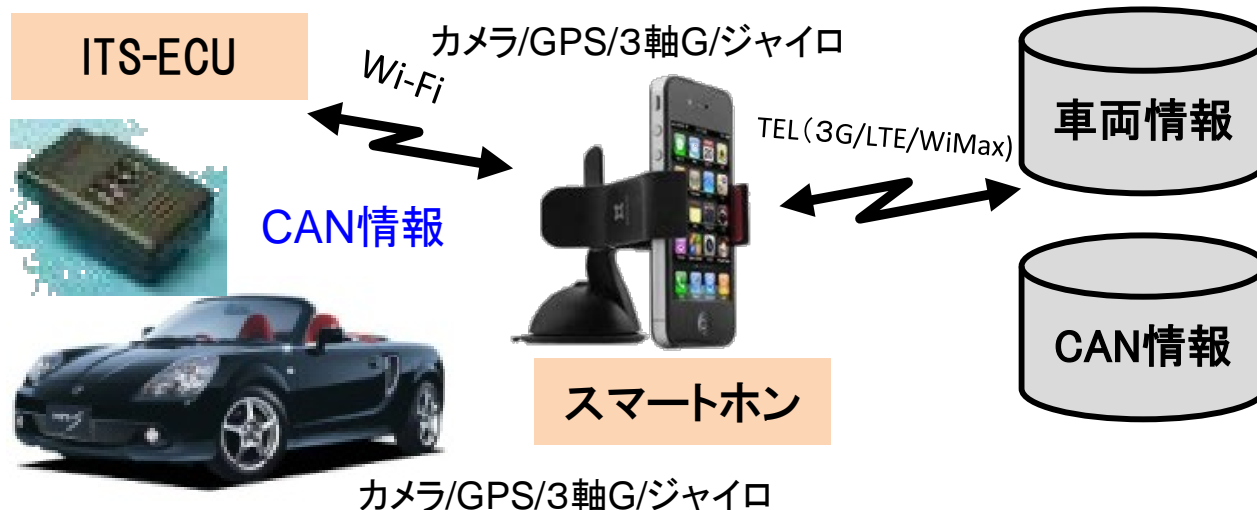 ITS-ECU
Wi-Fi
カメラ/GPS/3軸G/ジャイロ
TEL(3G/LTE/WiMax)
車両情報
CAN情報
CAN情報
スマートホン
カメラ/GPS/3軸G/ジャイロ